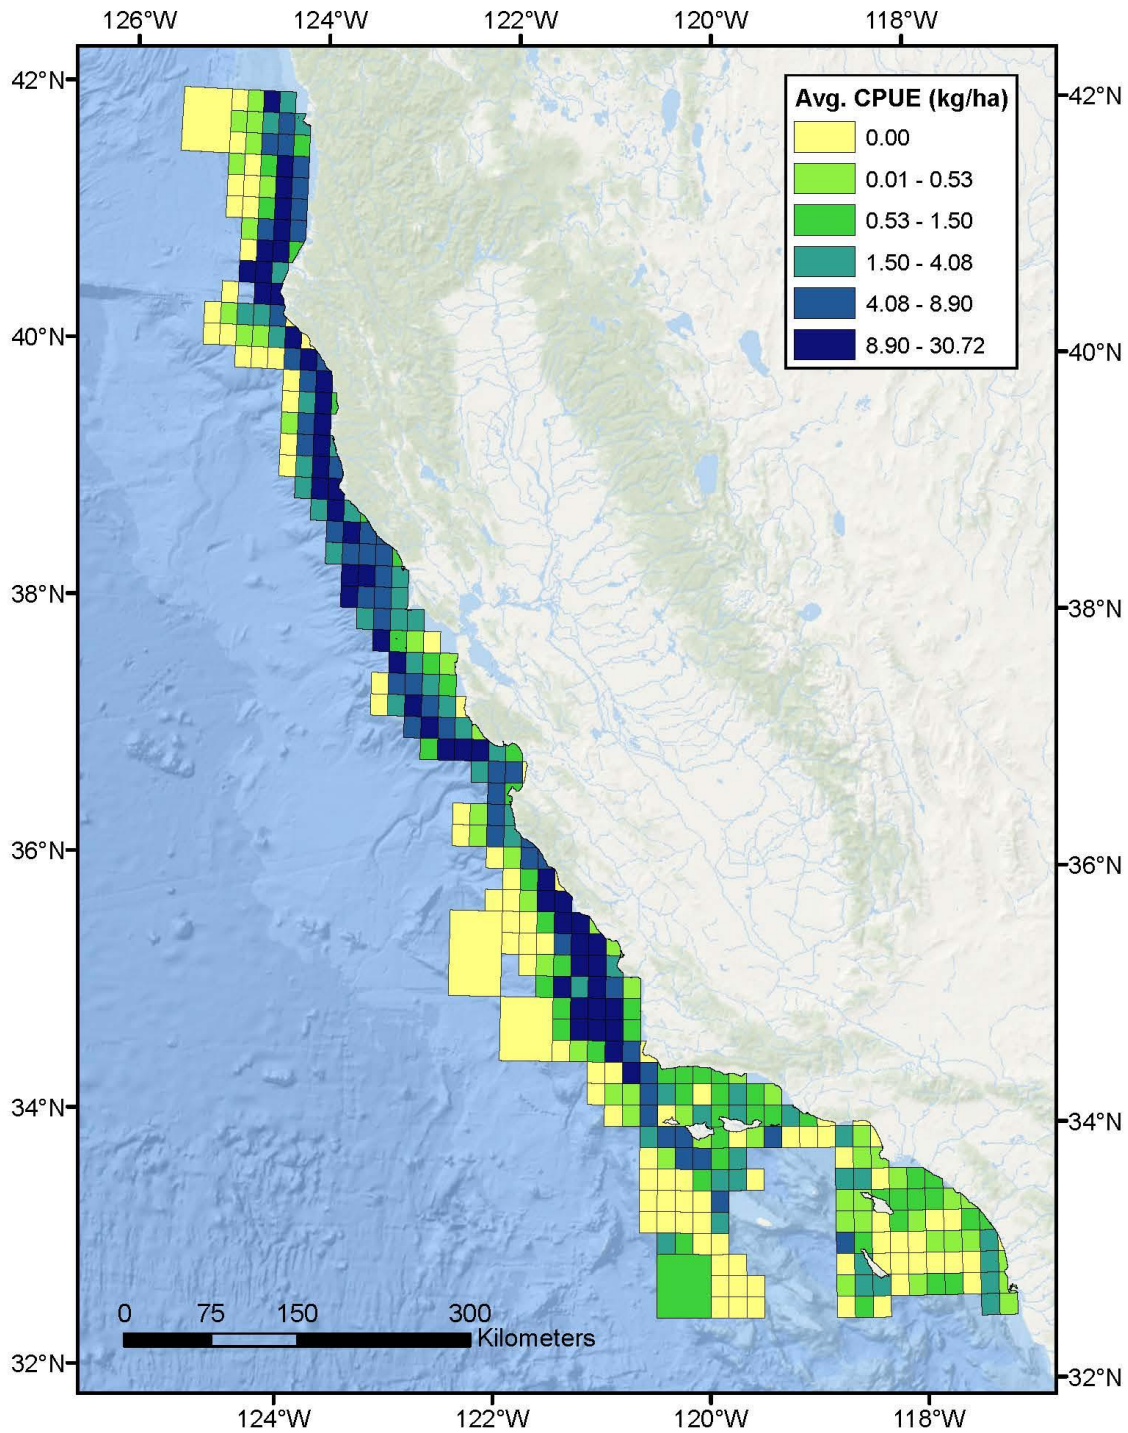 126°W 124°W 122°W 120°W 118°W
42°N
42°N
Avg. CPUE (kg/ha)
0.00
0.01 - 0.53
0.53 - 1.50
1.50 - 4.08
4.08 - 8.90
8.90 - 30.72
40°N
40°N
38°N
38°N
36°N
36°N
34°N
34°N
0 75 150 300
Kilometers
32°N
32°N
124°W 122°W 120°W 118°W